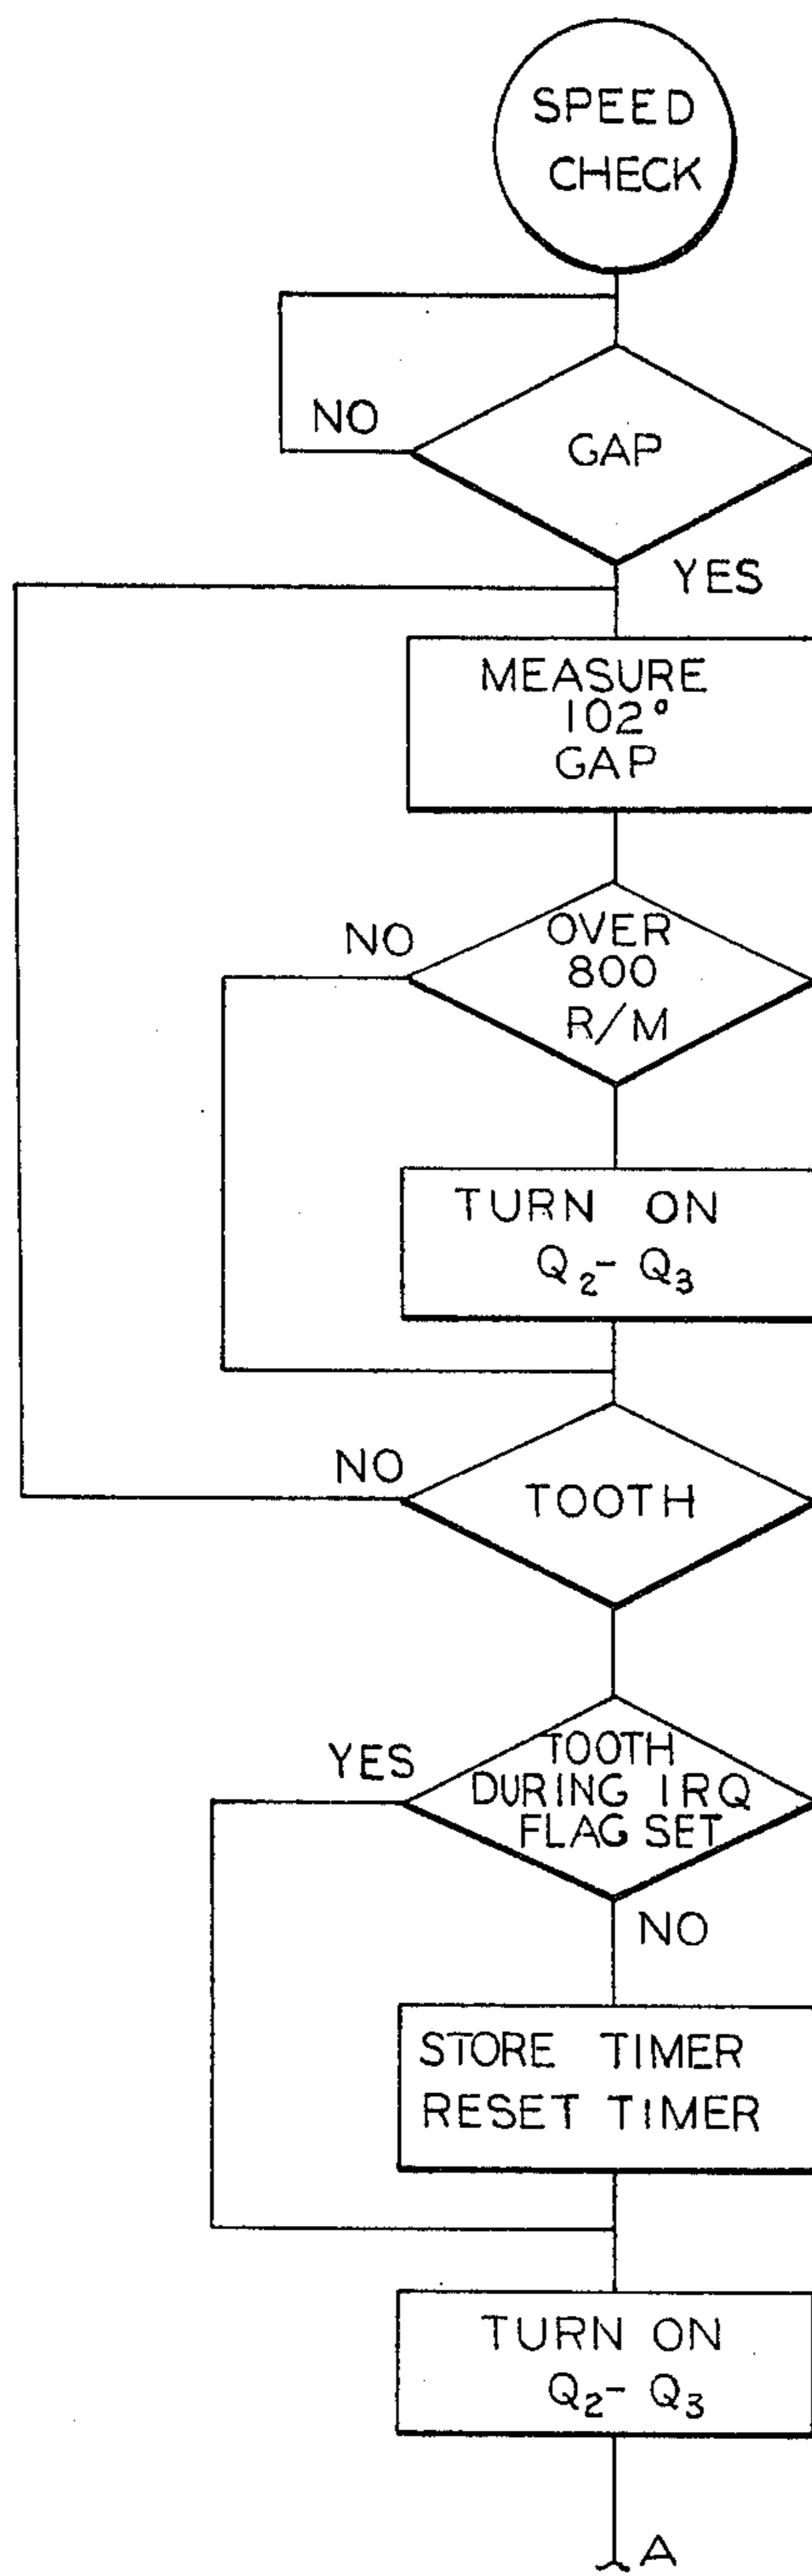 SPEED
CHECK
NO
GAP
YES
MEASURE
102°
GAP
NO
OVER
800
R/M
TURN ON
Q₂- Q₃
NO
TOOTH
YES
TOOTH
DURING IRQ
FLAG SET
NO
STORE TIMER
RESET TIMER
TURN ON
Q₂- Q₃
A